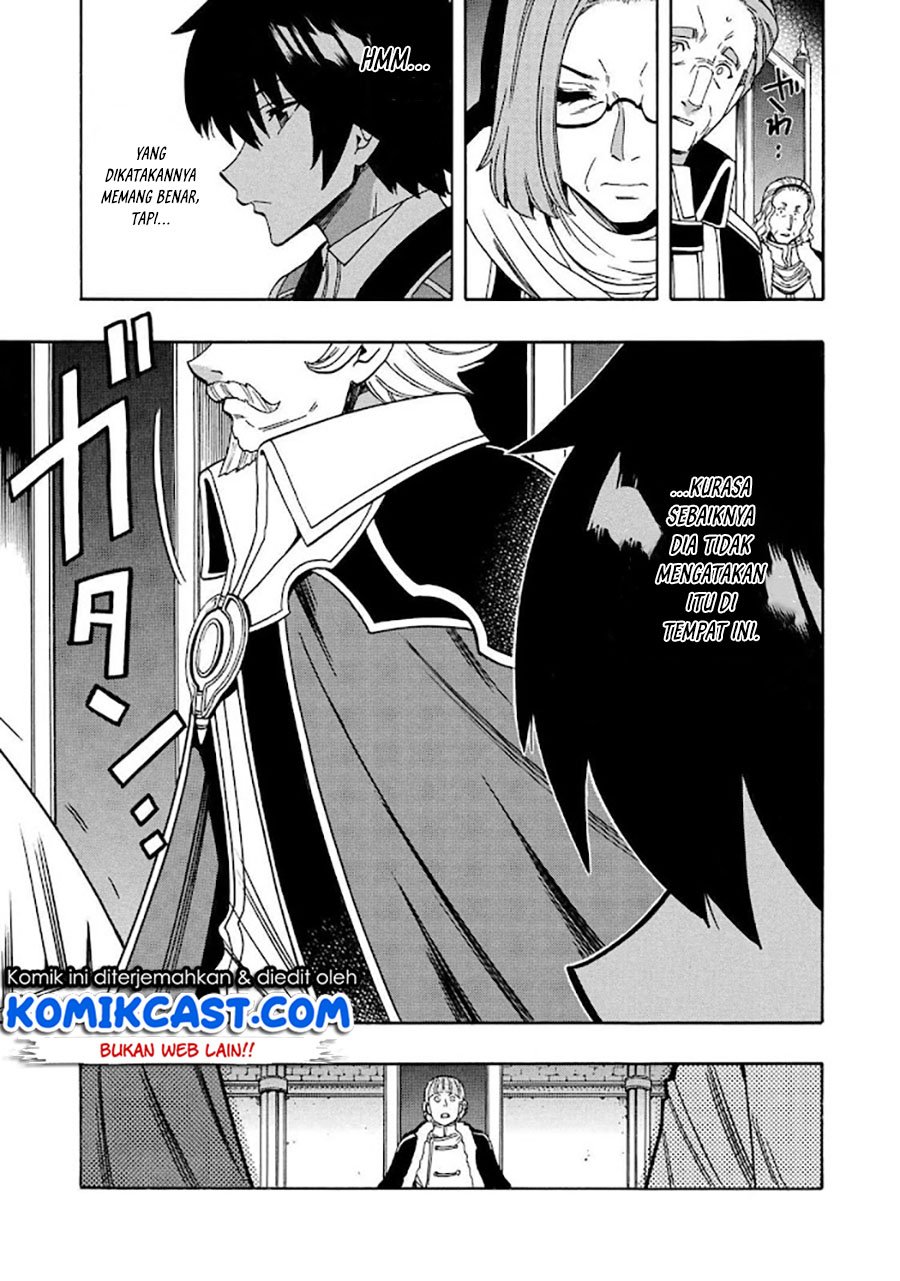 ざわ…
HMM...
YANG
DIKATAKANNYA
MEMANG BENAR,
TAPI...
ガタン…
...KURASA
SEBAIKNYA
DIA TIDAK
MENGATAKAN
ITU DI
TEMPAT INI.
Komik ini diterjemahkan & diedit oleh
KOMIKCAST.COM
BUKAN WEB LAIN!!